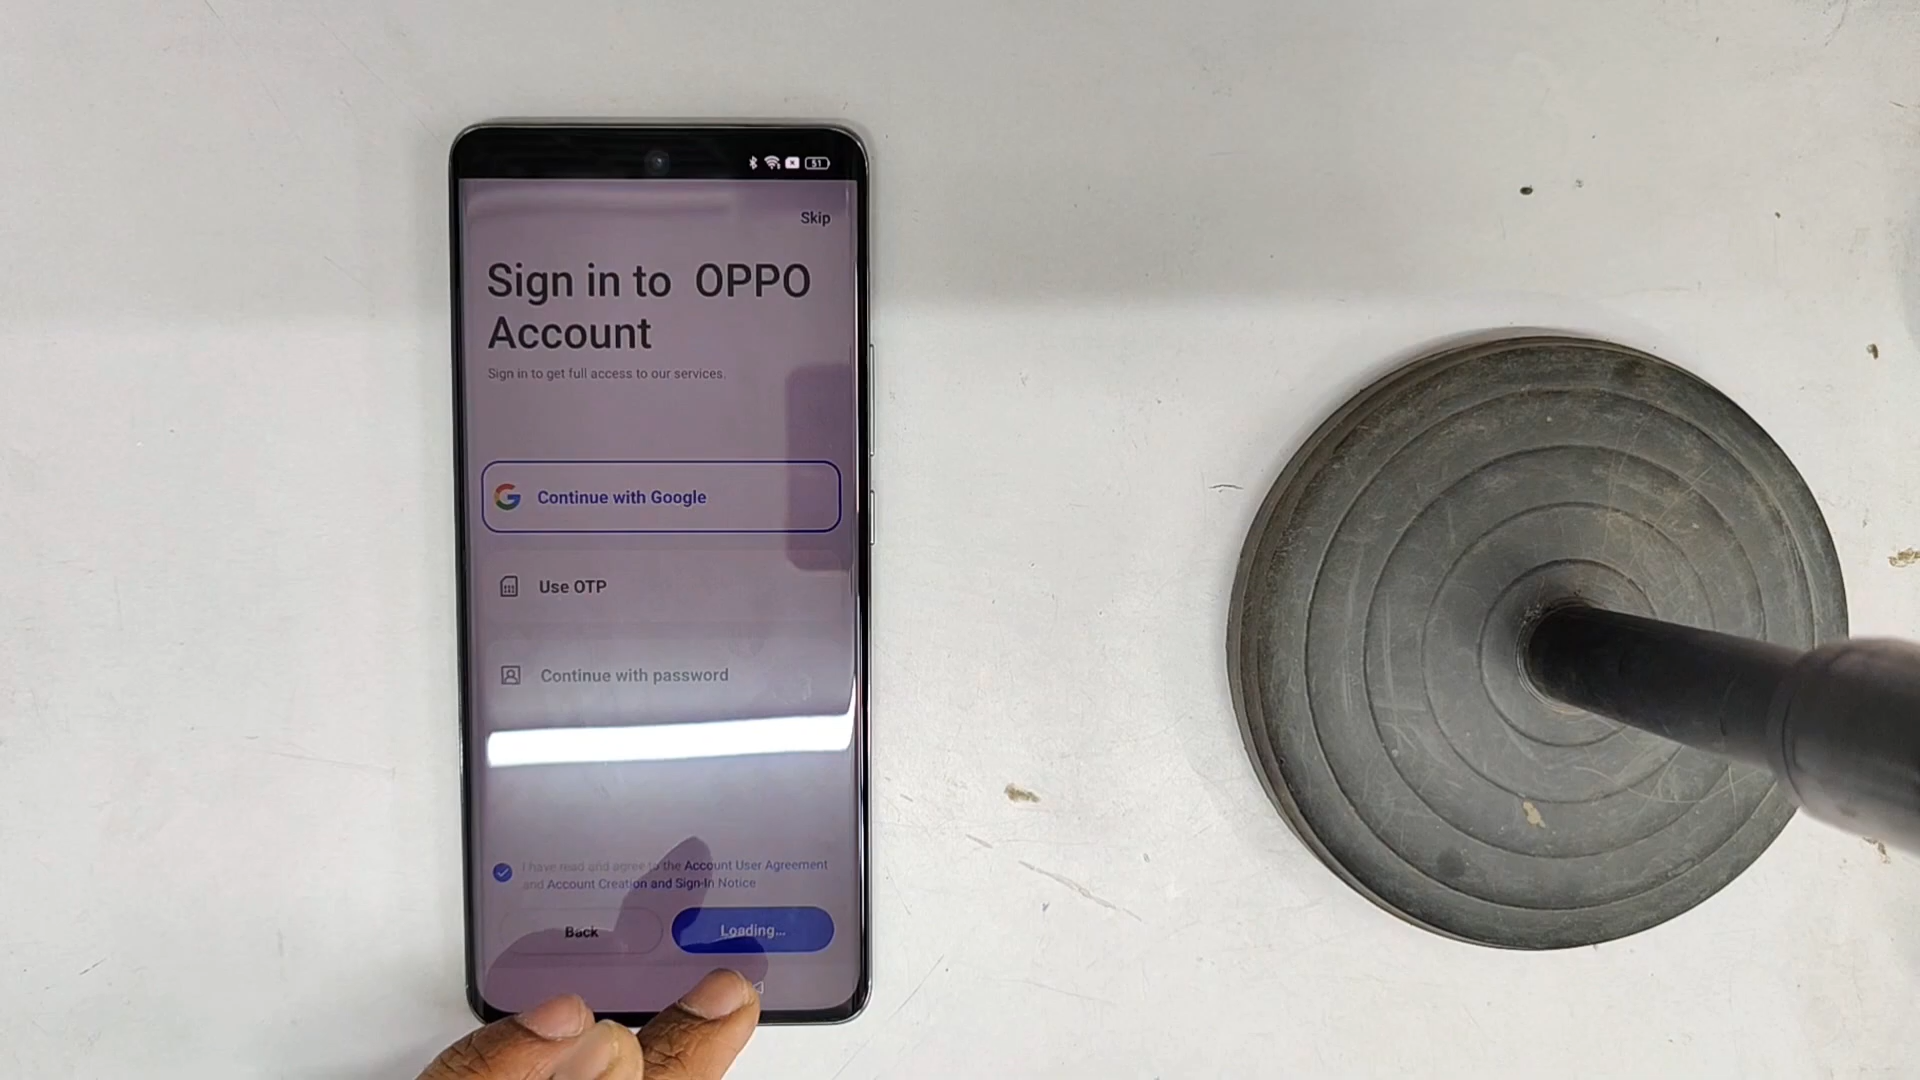 51
Skip
Sign in to OPPO
Account
Sign in to get full access to our services.
Continue with Google
Use OTP
Continue with password
I have read and agree to the Account User Agreement
and Account Creation and Sign-In Notice
Back
Loading...